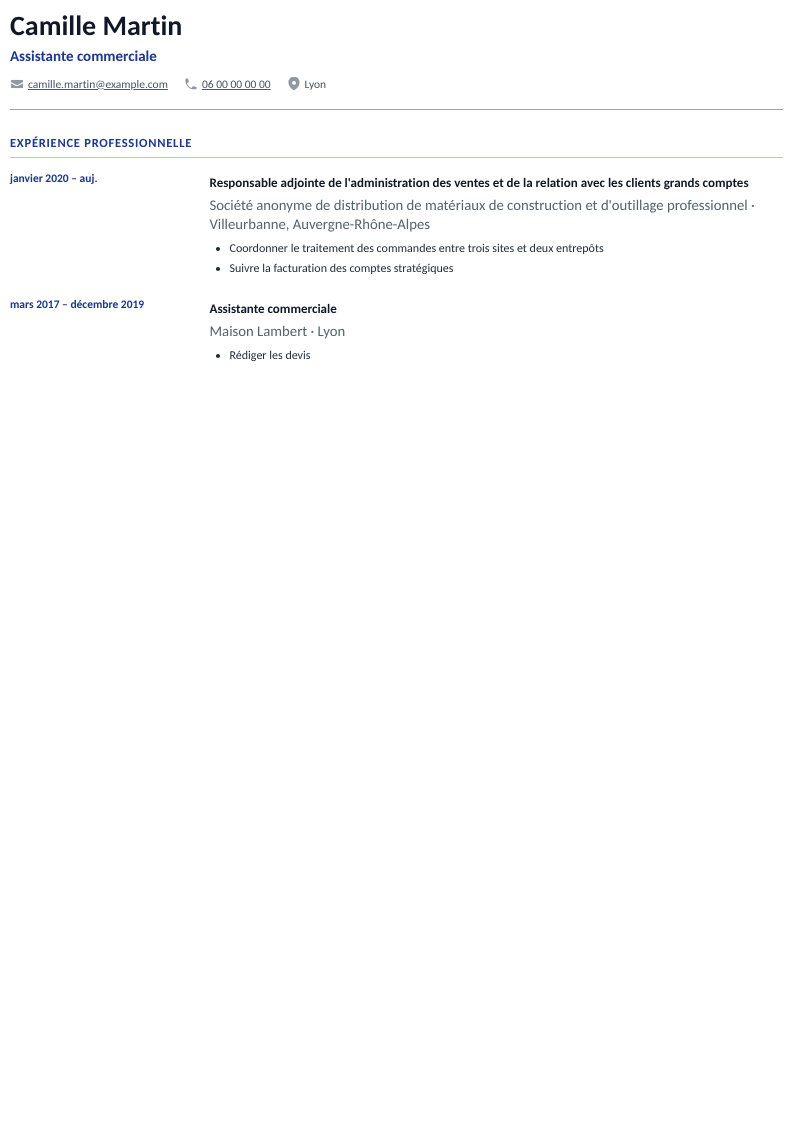 Camille Martin
Assistante commerciale
camille.martin@example.com 06 00 00 00 00 Lyon
EXPÉRIENCE PROFESSIONNELLE
janvier 2020 – auj.
Responsable adjointe de l'administration des ventes et de la relation avec les clients grands comptes
Société anonyme de distribution de matériaux de construction et d'outillage professionnel ·
Villeurbanne, Auvergne-Rhône-Alpes
• Coordonner le traitement des commandes entre trois sites et deux entrepôts
• Suivre la facturation des comptes stratégiques
mars 2017 – décembre 2019
Assistante commerciale
Maison Lambert · Lyon
• Rédiger les devis